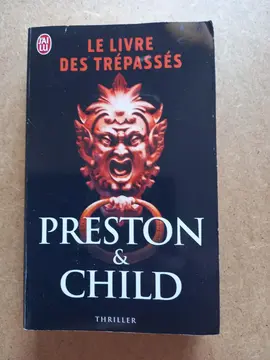 J'AI
LU
LE LIVRE
DES TRÉPASSÉS
PRESTON
& 
CHILD
THRILLER